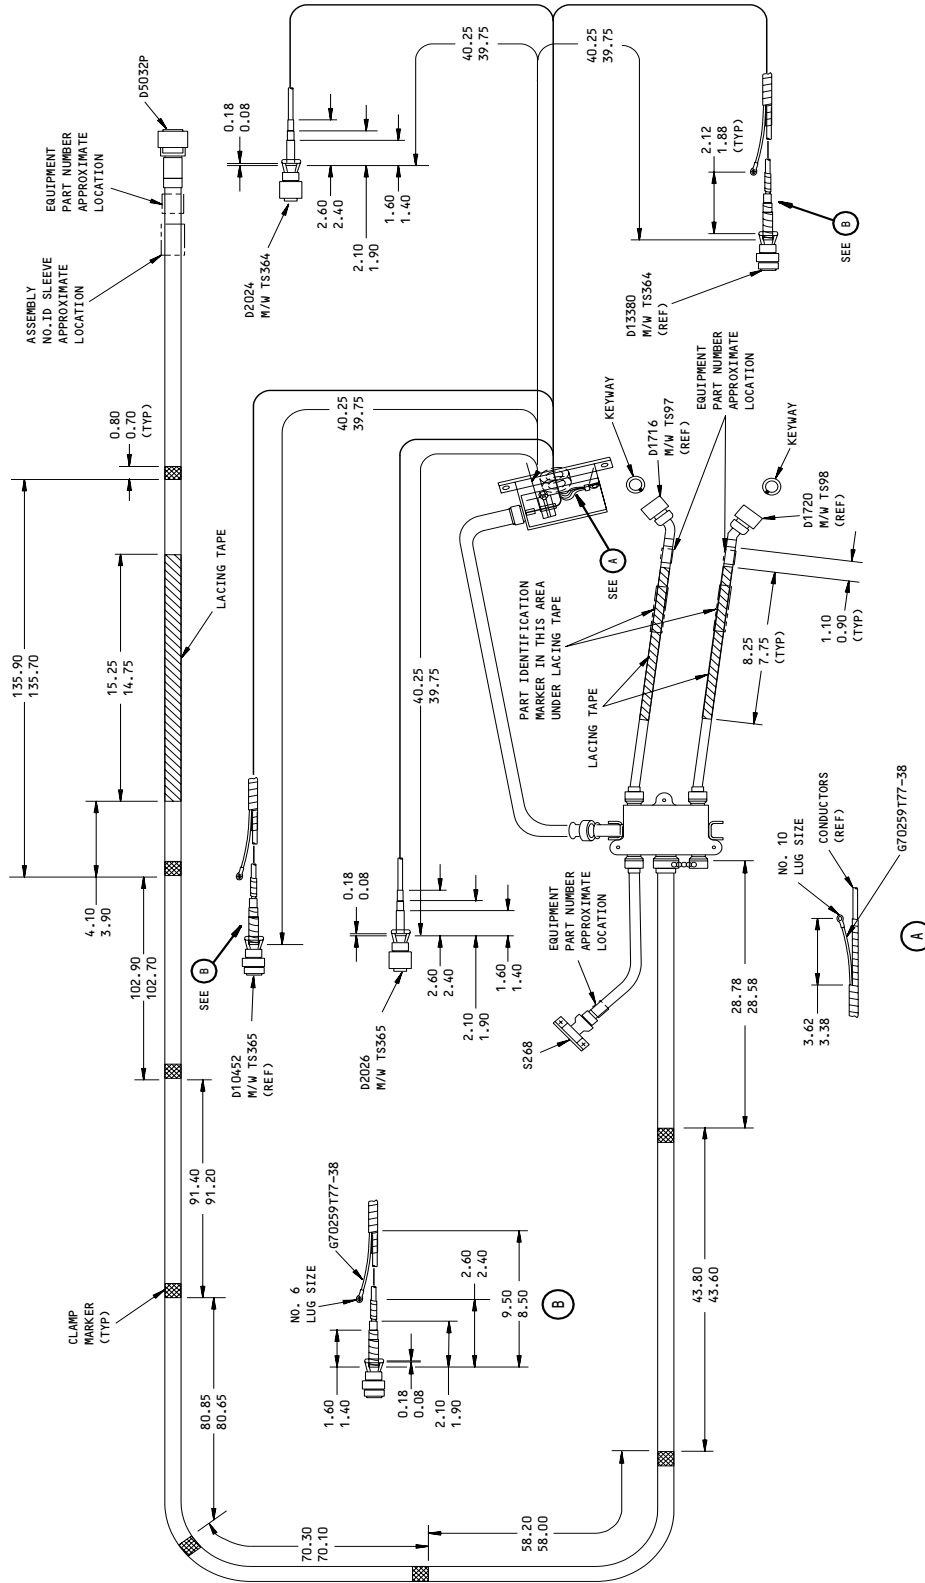 D5032P
EQUIPMENT
PART NUMBER
APPROXIMATE
LOCATION
ASSEMBLY
NO.ID SLEEVE
APPROXIMATE
LOCATION
0.80
0.70
(TYP)
135.90
135.70
15.25
14.75
LACING TAPE
4.10
3.90
102.90
102.70
91.40
91.20
CLAMP
MARKER
(TYP)
80.85
80.65
70.30
70.10
58.20
58.00
43.80
43.60
28.78
28.58
0.18
0.08
D2024
M/W TS364
2.60
2.40
2.10
1.90
1.60
1.40
40.25
39.75
40.25
39.75
2.12
1.88
(TYP)
SEE
B
D13380
M/W TS364
(REF)
40.25
39.75
SEE
B
D10452
M/W TS365
(REF)
40.25
39.75
0.18
0.08
D2026
M/W TS365
2.60
2.40
2.10
1.90
1.60
1.40
KEYWAY
D1716
M/W TS97
(REF)
EQUIPMENT
PART NUMBER
APPROXIMATE
LOCATION
KEYWAY
D1720
M/W TS98
(REF)
SEE
A
PART IDENTIFICATION
MARKER IN THIS AREA
UNDER LACING TAPE
LACING TAPE
8.25
7.75
(TYP)
1.10
0.90
(TYP)
EQUIPMENT
PART NUMBER
APPROXIMATE
LOCATION
S268
NO. 10
LUG SIZE
CONDUCTORS
(REF)
G70259T77-38
3.62
3.38
A
G70259T77-38
NO. 6
LUG SIZE
1.60
1.40
0.18
0.08
2.10
1.90
2.60
2.40
9.50
8.50
B